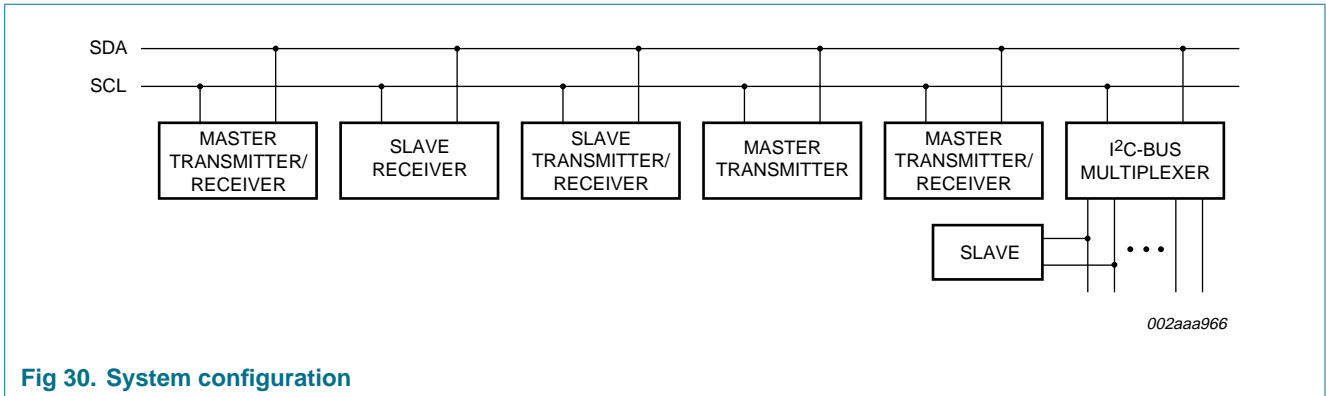 SDA
SCL
MASTER
TRANSMITTER/
RECEIVER
SLAVE
RECEIVER
SLAVE
TRANSMITTER/
RECEIVER
MASTER
TRANSMITTER
MASTER
TRANSMITTER/
RECEIVER
I2C-BUS
MULTIPLEXER
SLAVE
002aaa966
Fig 30. System configuration